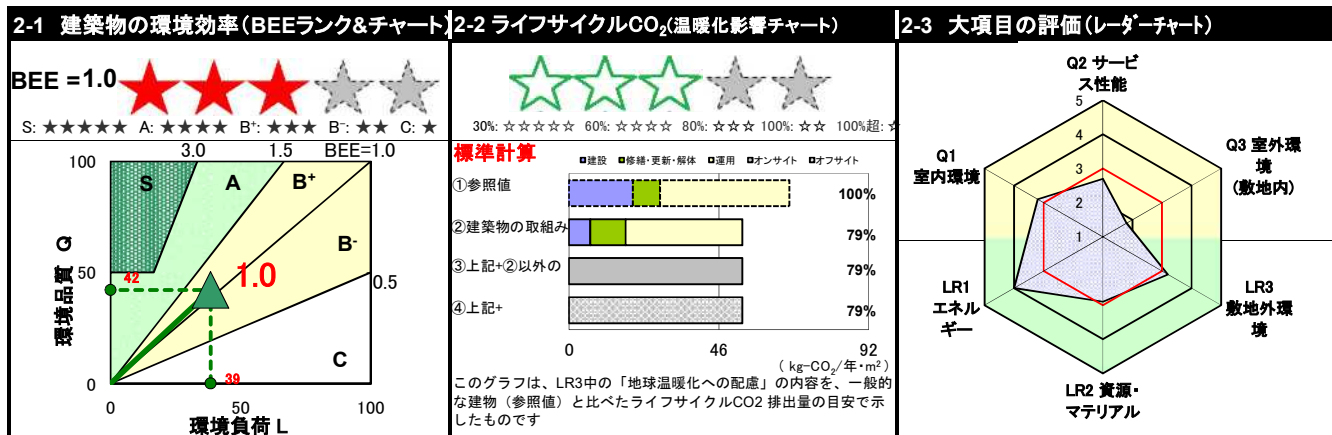 2-1 建築物の環境効率(BEEランク&チャート)
BEE =1.0
S: ★★★★★ A: ★★★★ B⁺: ★★★ B⁻: ★★ C: ★
3.0 1.5 BEE=1.0
100
S
A
B⁺
B⁻
環境品質 Q
50
42
1.0
0.5
C
39
0
0 50 100
環境負荷 L
2-2 ライフサイクルCO₂(温暖化影響チャート)
30%: ☆☆☆☆☆ 60%: ☆☆☆☆ 80%: ☆☆☆ 100%: ☆☆ 100%超: ☆
標準計算
■建設 ■修繕・更新・解体 □運用 ■オンサイト ■オフサイト
①参照値 100%
②建築物の取組み 79%
③上記+②以外の 79%
④上記+ 79%
0 46 92
( kg-CO₂/年・m²)
このグラフは、LR3中の「地球温暖化への配慮」の内容を、一般的
な建物(参照値)と比べたライフサイクルCO2 排出量の目安で示
したものです
2-3 大項目の評価(レーダーチャート)
Q2 サービ
ス性能
5
4
3
2
1
Q1
室内環境
Q3 室外環
境
(敷地内)
LR1
エネル
ギー
LR3
敷地外環
境
LR2 資源・
マテリアル